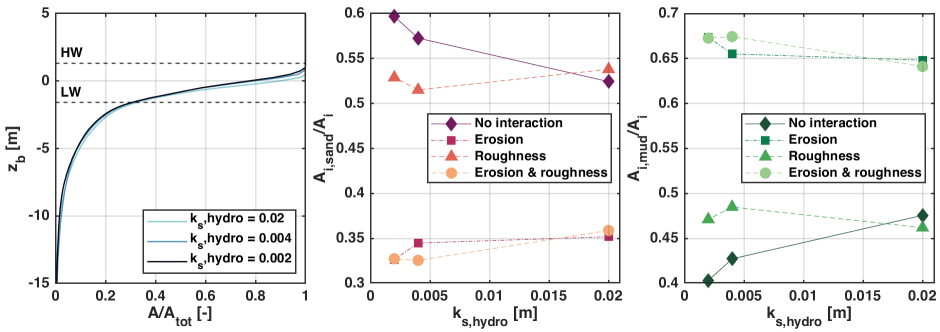 5
0
-5
-10
-15
z_b [m]
HW
LW
k_s,hydro = 0.02
k_s,hydro = 0.004
k_s,hydro = 0.002
0
0.2
0.4
0.6
0.8
1
A/A_tot [-]
0.6
0.55
0.5
0.45
0.4
0.35
0.3
A_i,sand/A_i
No interaction
Erosion
Roughness
Erosion & roughness
0
0.005
0.01
0.015
0.02
k_s,hydro [m]
0.7
0.65
0.6
0.55
0.5
0.45
0.4
A_i,mud/A_i
No interaction
Erosion
Roughness
Erosion & roughness
0
0.005
0.01
0.015
0.02
k_s,hydro [m]